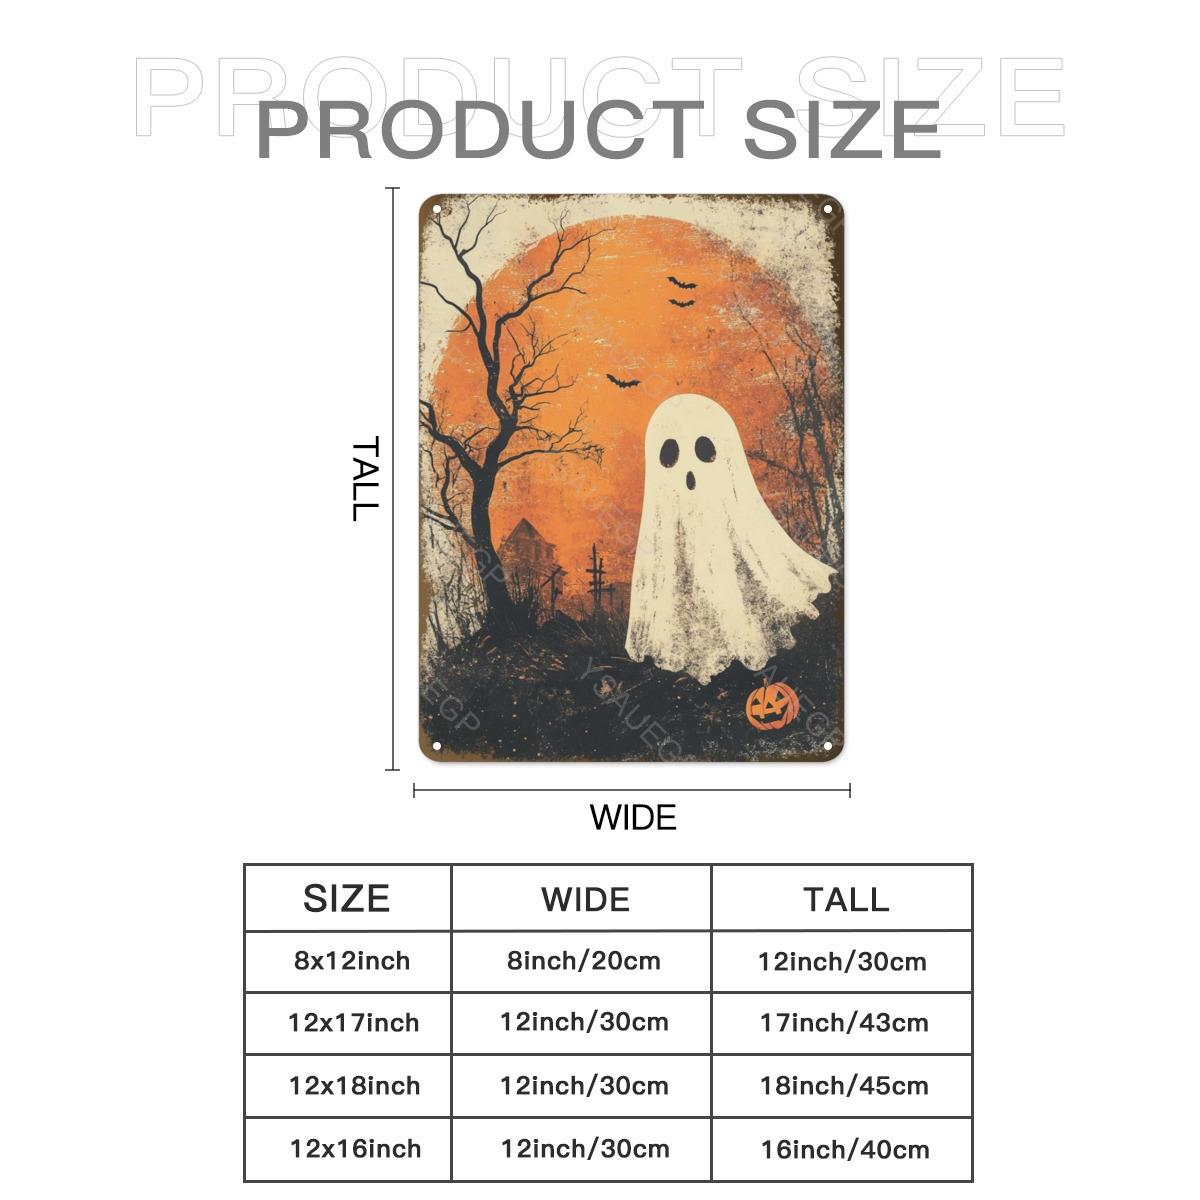 PRODUCT SIZE
PRODUCT SIZE
TALL
YSAUEGP
WIDE
SIZE WIDE TALL
8x12inch 8inch/20cm 12inch/30cm
12x17inch 12inch/30cm 17inch/43cm
12x18inch 12inch/30cm 18inch/45cm
12x16inch 12inch/30cm 16inch/40cm